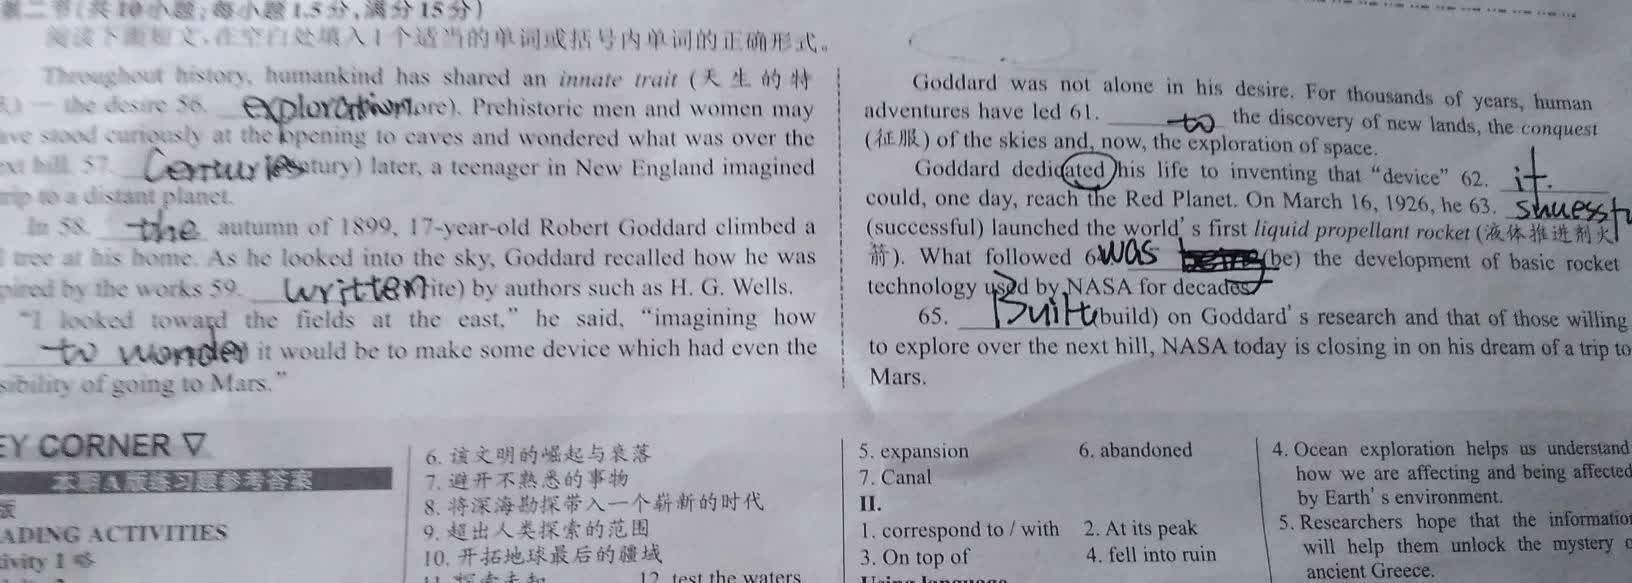 第二节(共10小题;每小题1.5分,满分15分)
阅读下面短文,在空白处填入1个适当的单词或括号内单词的正确形式。
Throughout history, humankind has shared an innate trait (天生的特
— the desire 56. exploration ore). Prehistoric men and women may
ave stood curiously at the opening to caves and wondered what was over the
xt hill. 57. Centuries tury) later, a teenager in New England imagined
rip to a distant planet.
In 58. the autumn of 1899, 17-year-old Robert Goddard climbed a
l tree at his home. As he looked into the sky, Goddard recalled how he was
pired by the works 59. written ite) by authors such as H. G. Wells.
“I looked toward the fields at the east,” he said, “imagining how
to wonder it would be to make some device which had even the
sibility of going to Mars.”
Goddard was not alone in his desire. For thousands of years, human
adventures have led 61. to the discovery of new lands, the conquest
(征服) of the skies and, now, the exploration of space.
Goddard dedicated his life to inventing that “device” 62. it.
could, one day, reach the Red Planet. On March 16, 1926, he 63.
(successful) launched the world's first liquid propellant rocket (液体推进剂火
箭). What followed 6 was (be) the development of basic rocket
technology used by NASA for decades.
65. Built (build) on Goddard's research and that of those willing
to explore over the next hill, NASA today is closing in on his dream of a trip to
Mars.
EY CORNER ▽
本期A版练习题参考答案
版
ADING ACTIVITIES
ivity 1 略
6. 该文明的崛起与衰落
7. 避开不熟悉的事物
8. 将深海勘探带入一个崭新的时代
9. 超出人类探索的范围
10. 开拓地球最后的疆域
11. 探索未知 12. test the waters
5. expansion 6. abandoned
7. Canal
II.
1. correspond to / with 2. At its peak
3. On top of 4. fell into ruin
Using language
4. Ocean exploration helps us understand
how we are affecting and being affected
by Earth's environment.
5. Researchers hope that the information
will help them unlock the mystery o
ancient Greece.